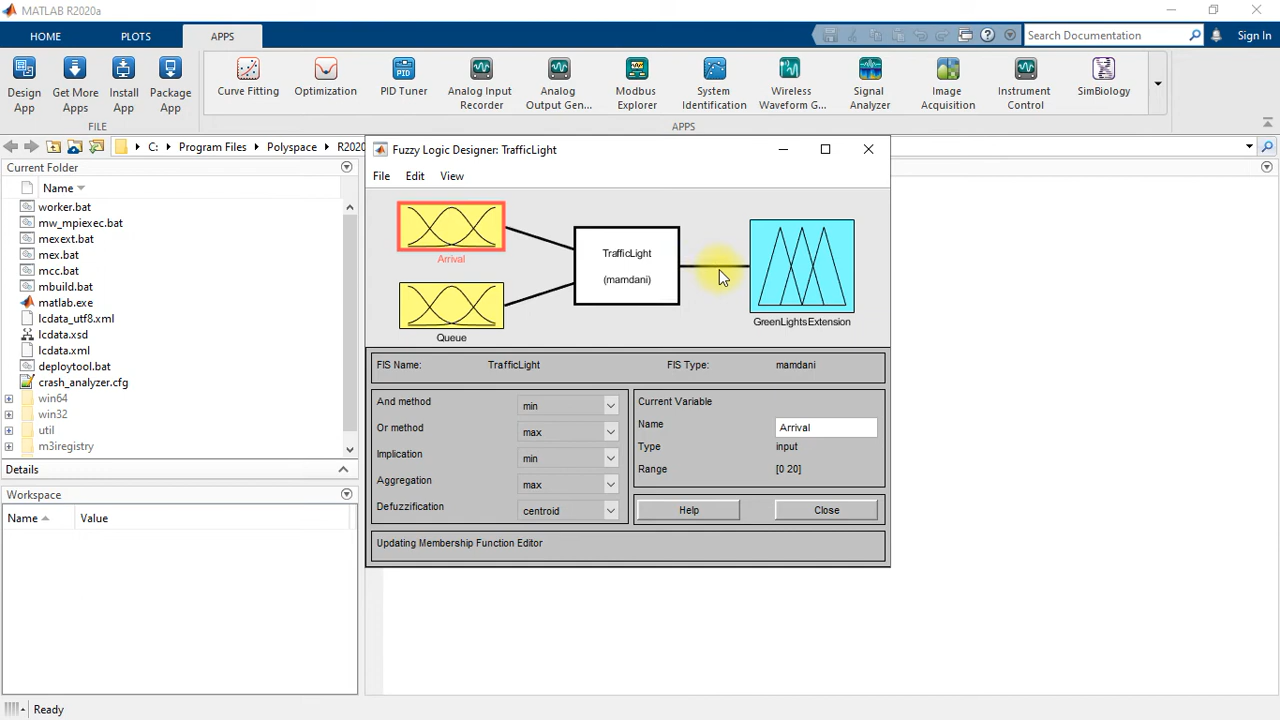 MATLAB R2020a
HOME PLOTS APPS
Search Documentation Sign In
Design App
Get More Apps
Install App
Package App
Curve Fitting
Optimization
PID Tuner
Analog Input Recorder
Analog Output Gen...
Modbus Explorer
System Identification
Wireless Waveform G...
Signal Analyzer
Image Acquisition
Instrument Control
SimBiology
FILE APPS
C: Program Files Polyspace R2020
Current Folder
Name
worker.bat
mw_mpiexec.bat
mexext.bat
mex.bat
mcc.bat
mbuild.bat
matlab.exe
lcdata_utf8.xml
lcdata.xsd
lcdata.xml
deploytool.bat
crash_analyzer.cfg
win64
win32
util
m3iregistry
Details
Workspace
Name Value
Ready
Fuzzy Logic Designer: TrafficLight
File Edit View
Arrival
Queue
TrafficLight
(mamdani)
GreenLightsExtension
FIS Name: TrafficLight FIS Type: mamdani
And method min
Or method max
Implication min
Aggregation max
Defuzzification centroid
Current Variable
Name Arrival
Type input
Range [0 20]
Help Close
Updating Membership Function Editor